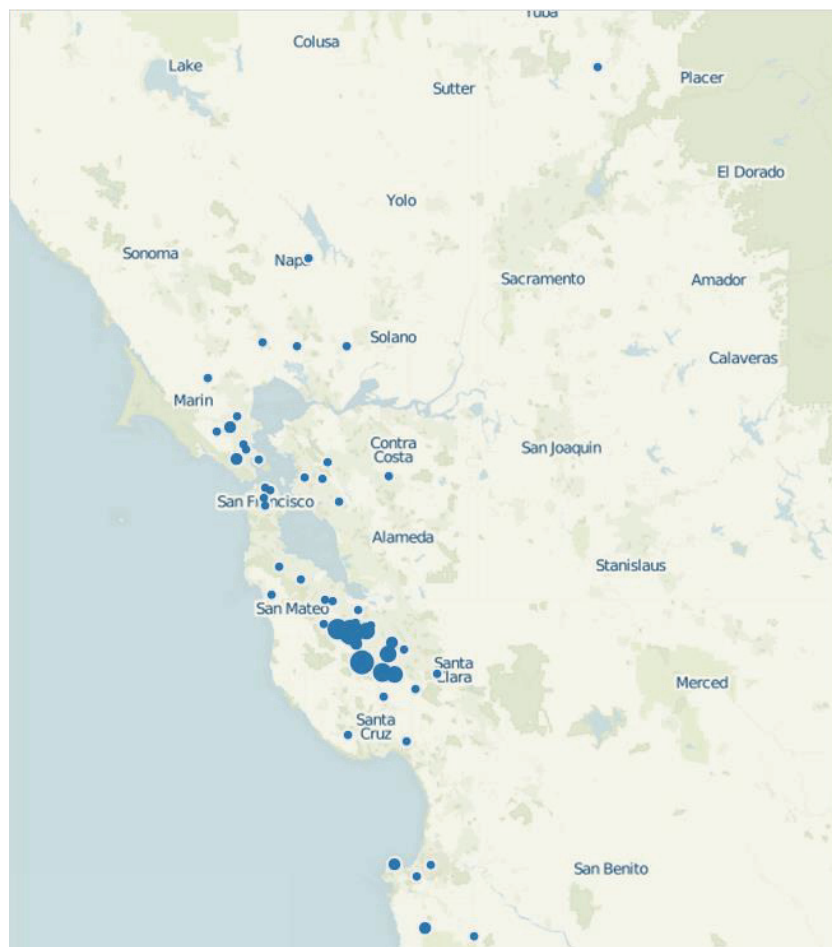 Yuba
Colusa
Lake
Placer
Sutter
El Dorado
Yolo
Sonoma
Napa
Sacramento
Amador
Solano
Calaveras
Marin
Contra
Costa
San Joaquin
San Francisco
Alameda
Stanislaus
San Mateo
Santa
Clara
Merced
Santa
Cruz
San Benito